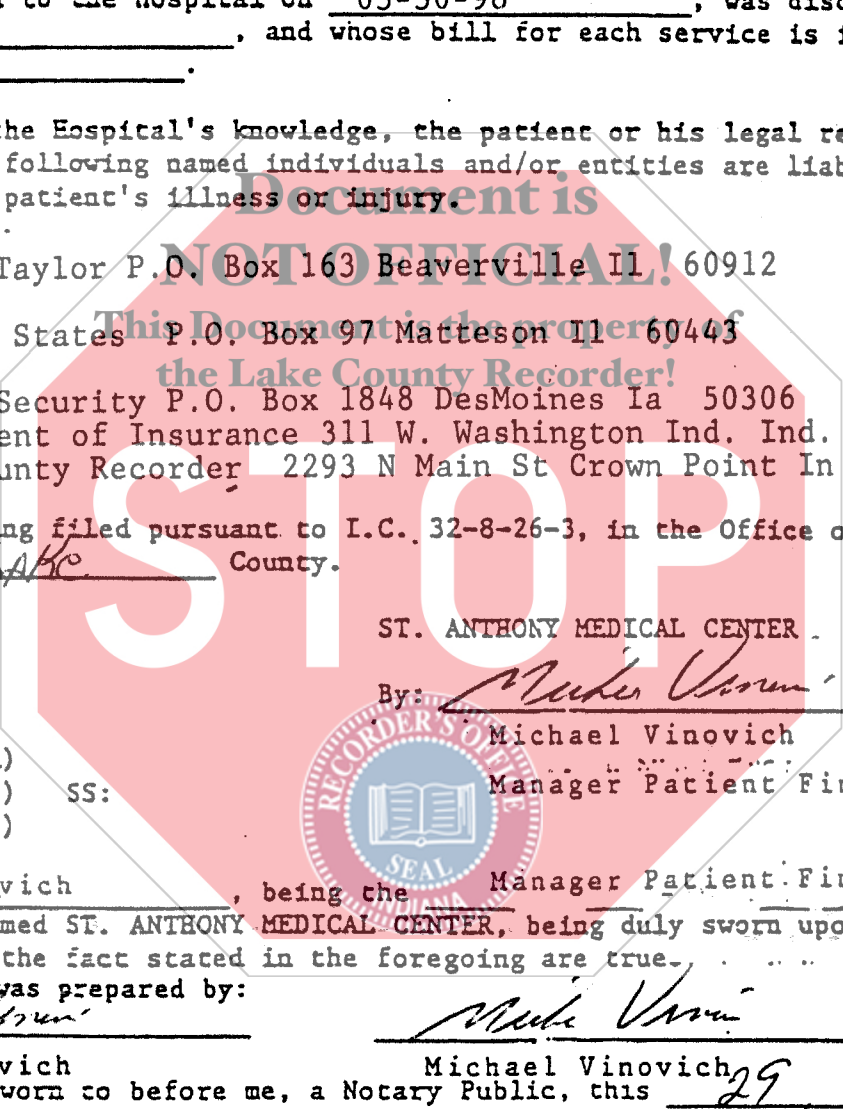 to the hospital on 05-30-96, was disc
, and whose bill for each service is i
.
the Hospital's knowledge, the patient or his legal re
following named individuals and/or entities are liab
patient's illness or injury.
Document is
NOT OFFICIAL!
This Document is the property of
the Lake County Recorder!
Taylor P.O. Box 163 Beaverville Il 60912
States P.O. Box 97 Matteson Il 60443
Security P.O. Box 1848 DesMoines Ia 50306
ent of Insurance 311 W. Washington Ind. Ind.
unty Recorder 2293 N Main St Crown Point In
STOP
ng filed pursuant to I.C. 32-8-26-3, in the Office o
AKE County.
ST. ANTHONY MEDICAL CENTER
By:
Michael Vinovich
)
) SS:
)
Manager Patient Fin
RECORDER'S OFFICE
SEAL
INDIANA
vich, being the Manager Patient Fin
med ST. ANTHONY MEDICAL CENTER, being duly sworn upo
the fact stated in the foregoing are true.
was prepared by:
vich
Michael Vinovich
worn to before me, a Notary Public, this 29